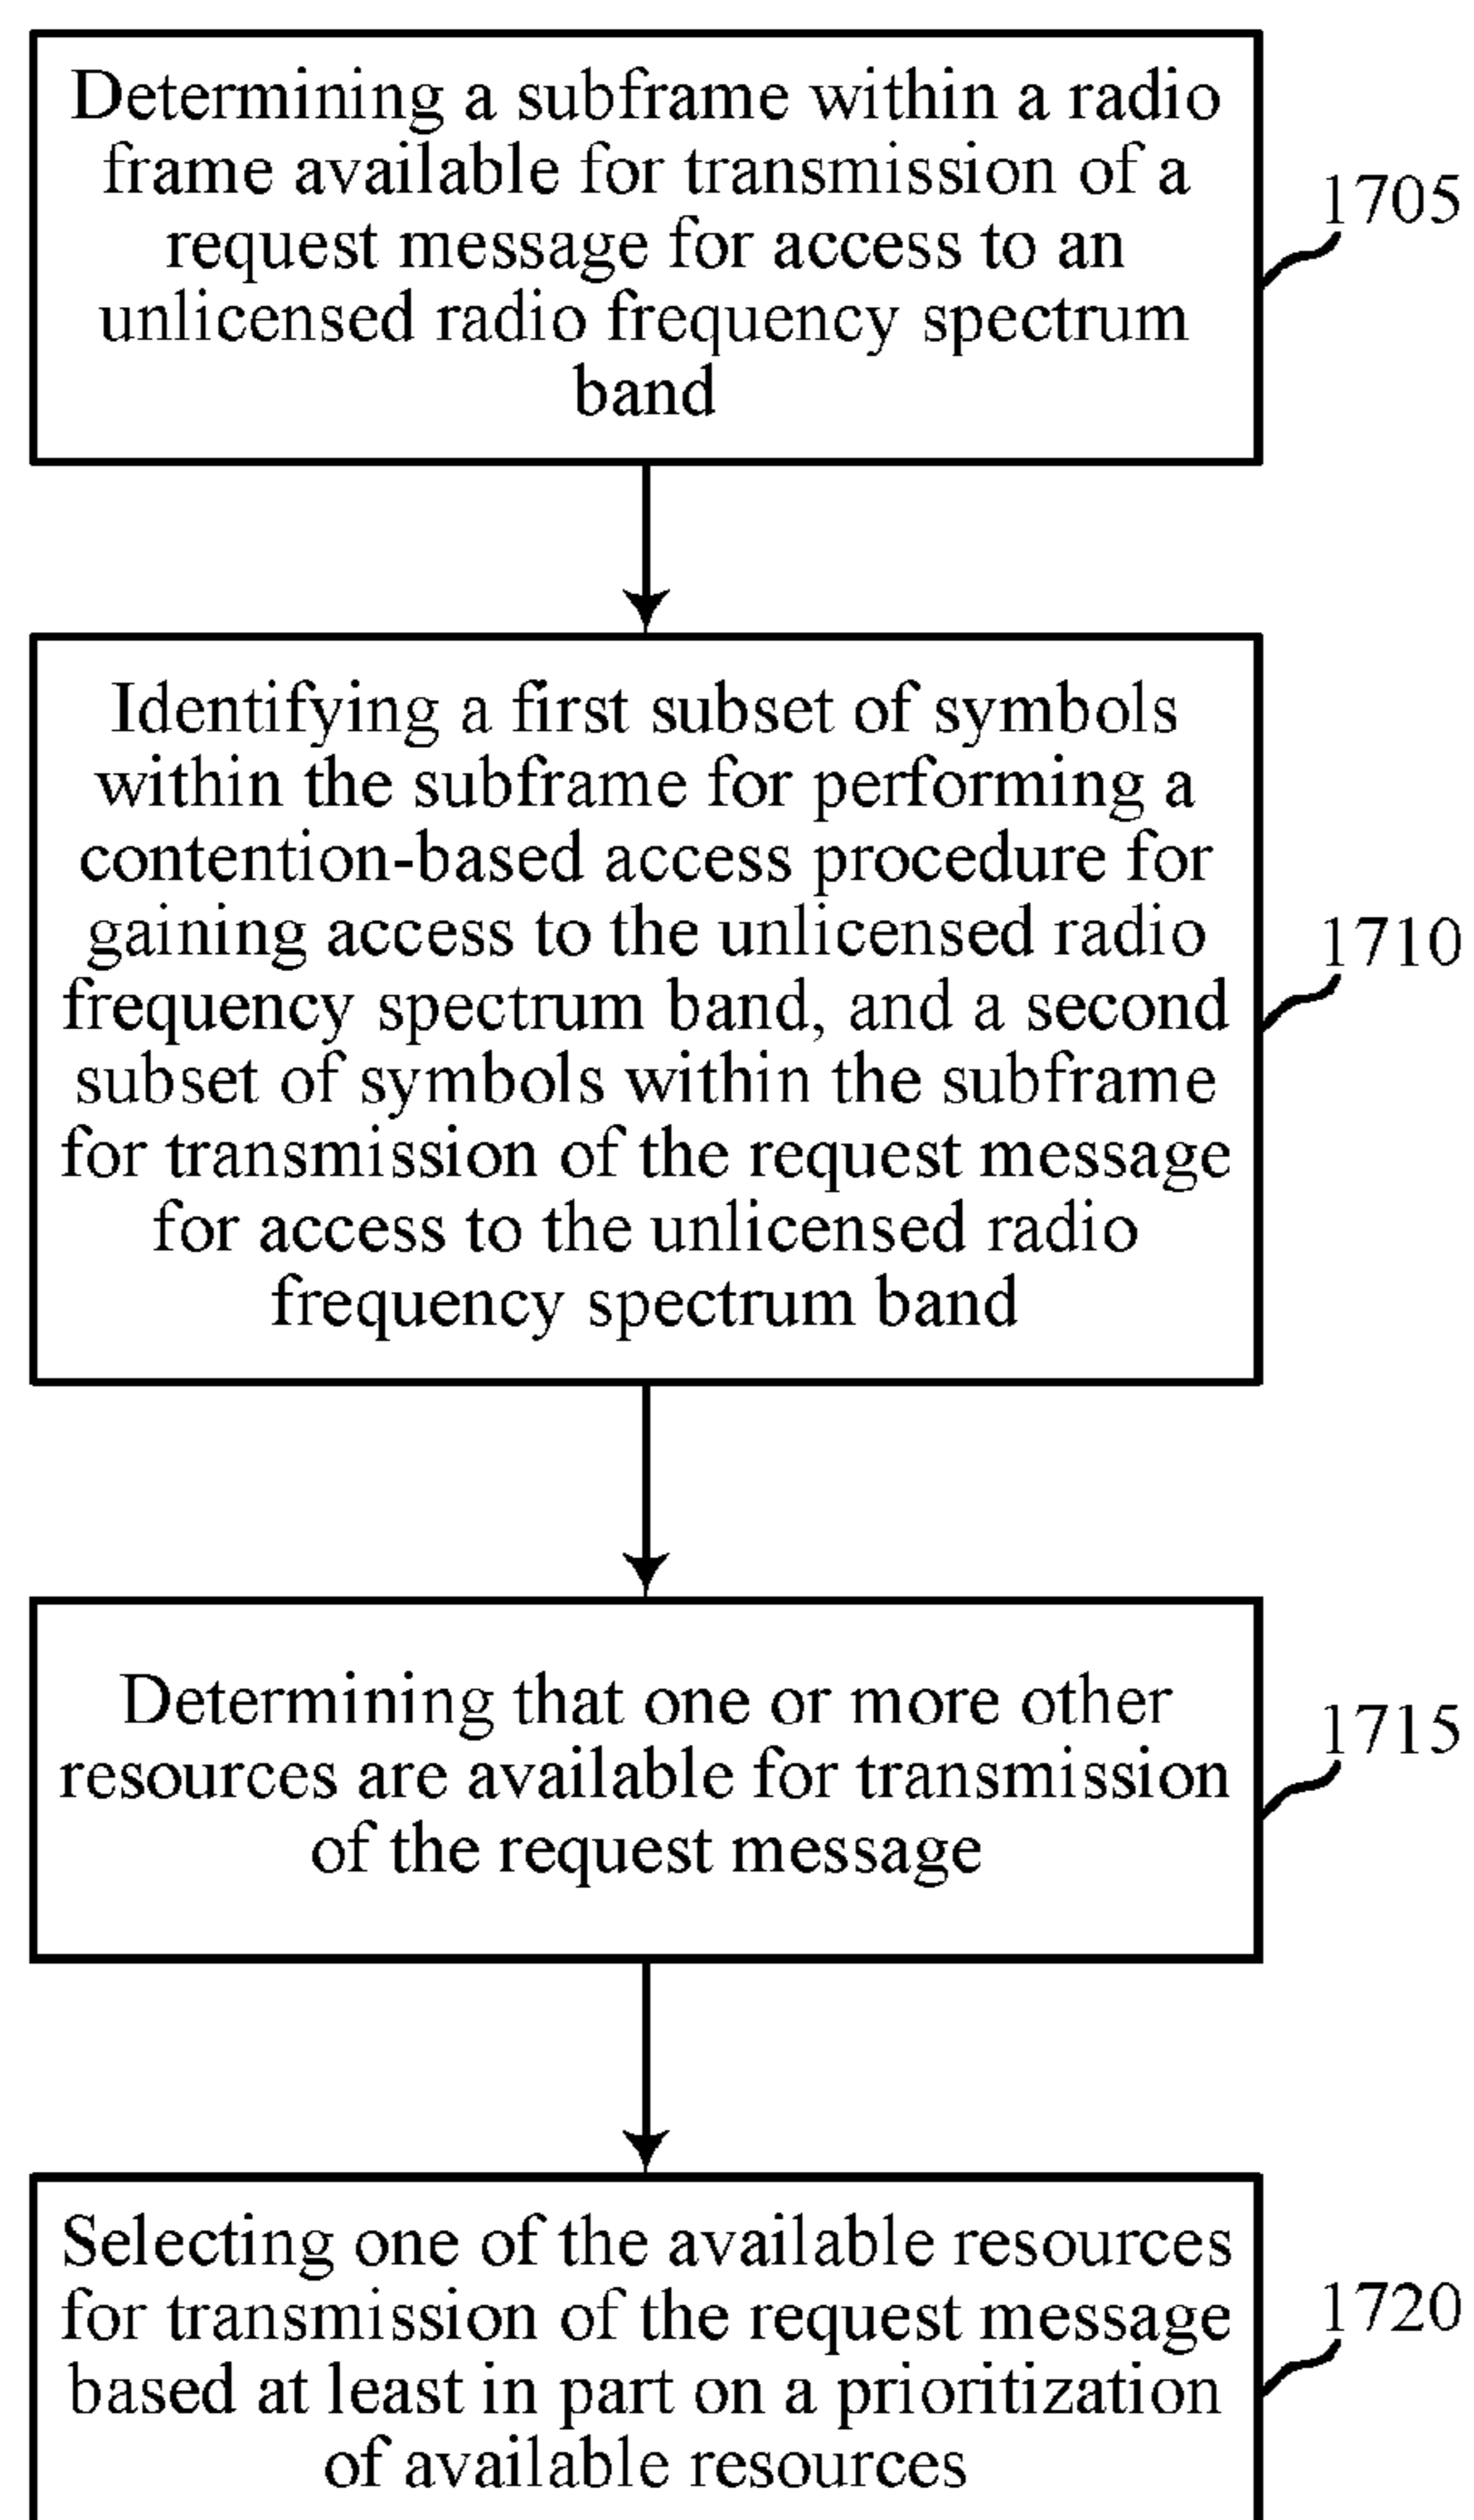 Determining a subframe within a radio
frame available for transmission of a
request message for access to an
unlicensed radio frequency spectrum
band
1705
Identifying a first subset of symbols
within the subframe for performing a
contention-based access procedure for
gaining access to the unlicensed radio
frequency spectrum band, and a second
subset of symbols within the subframe
for transmission of the request message
for access to the unlicensed radio
frequency spectrum band
1710
Determining that one or more other
resources are available for transmission
of the request message
1715
Selecting one of the available resources
for transmission of the request message
based at least in part on a prioritization
of available resources
1720